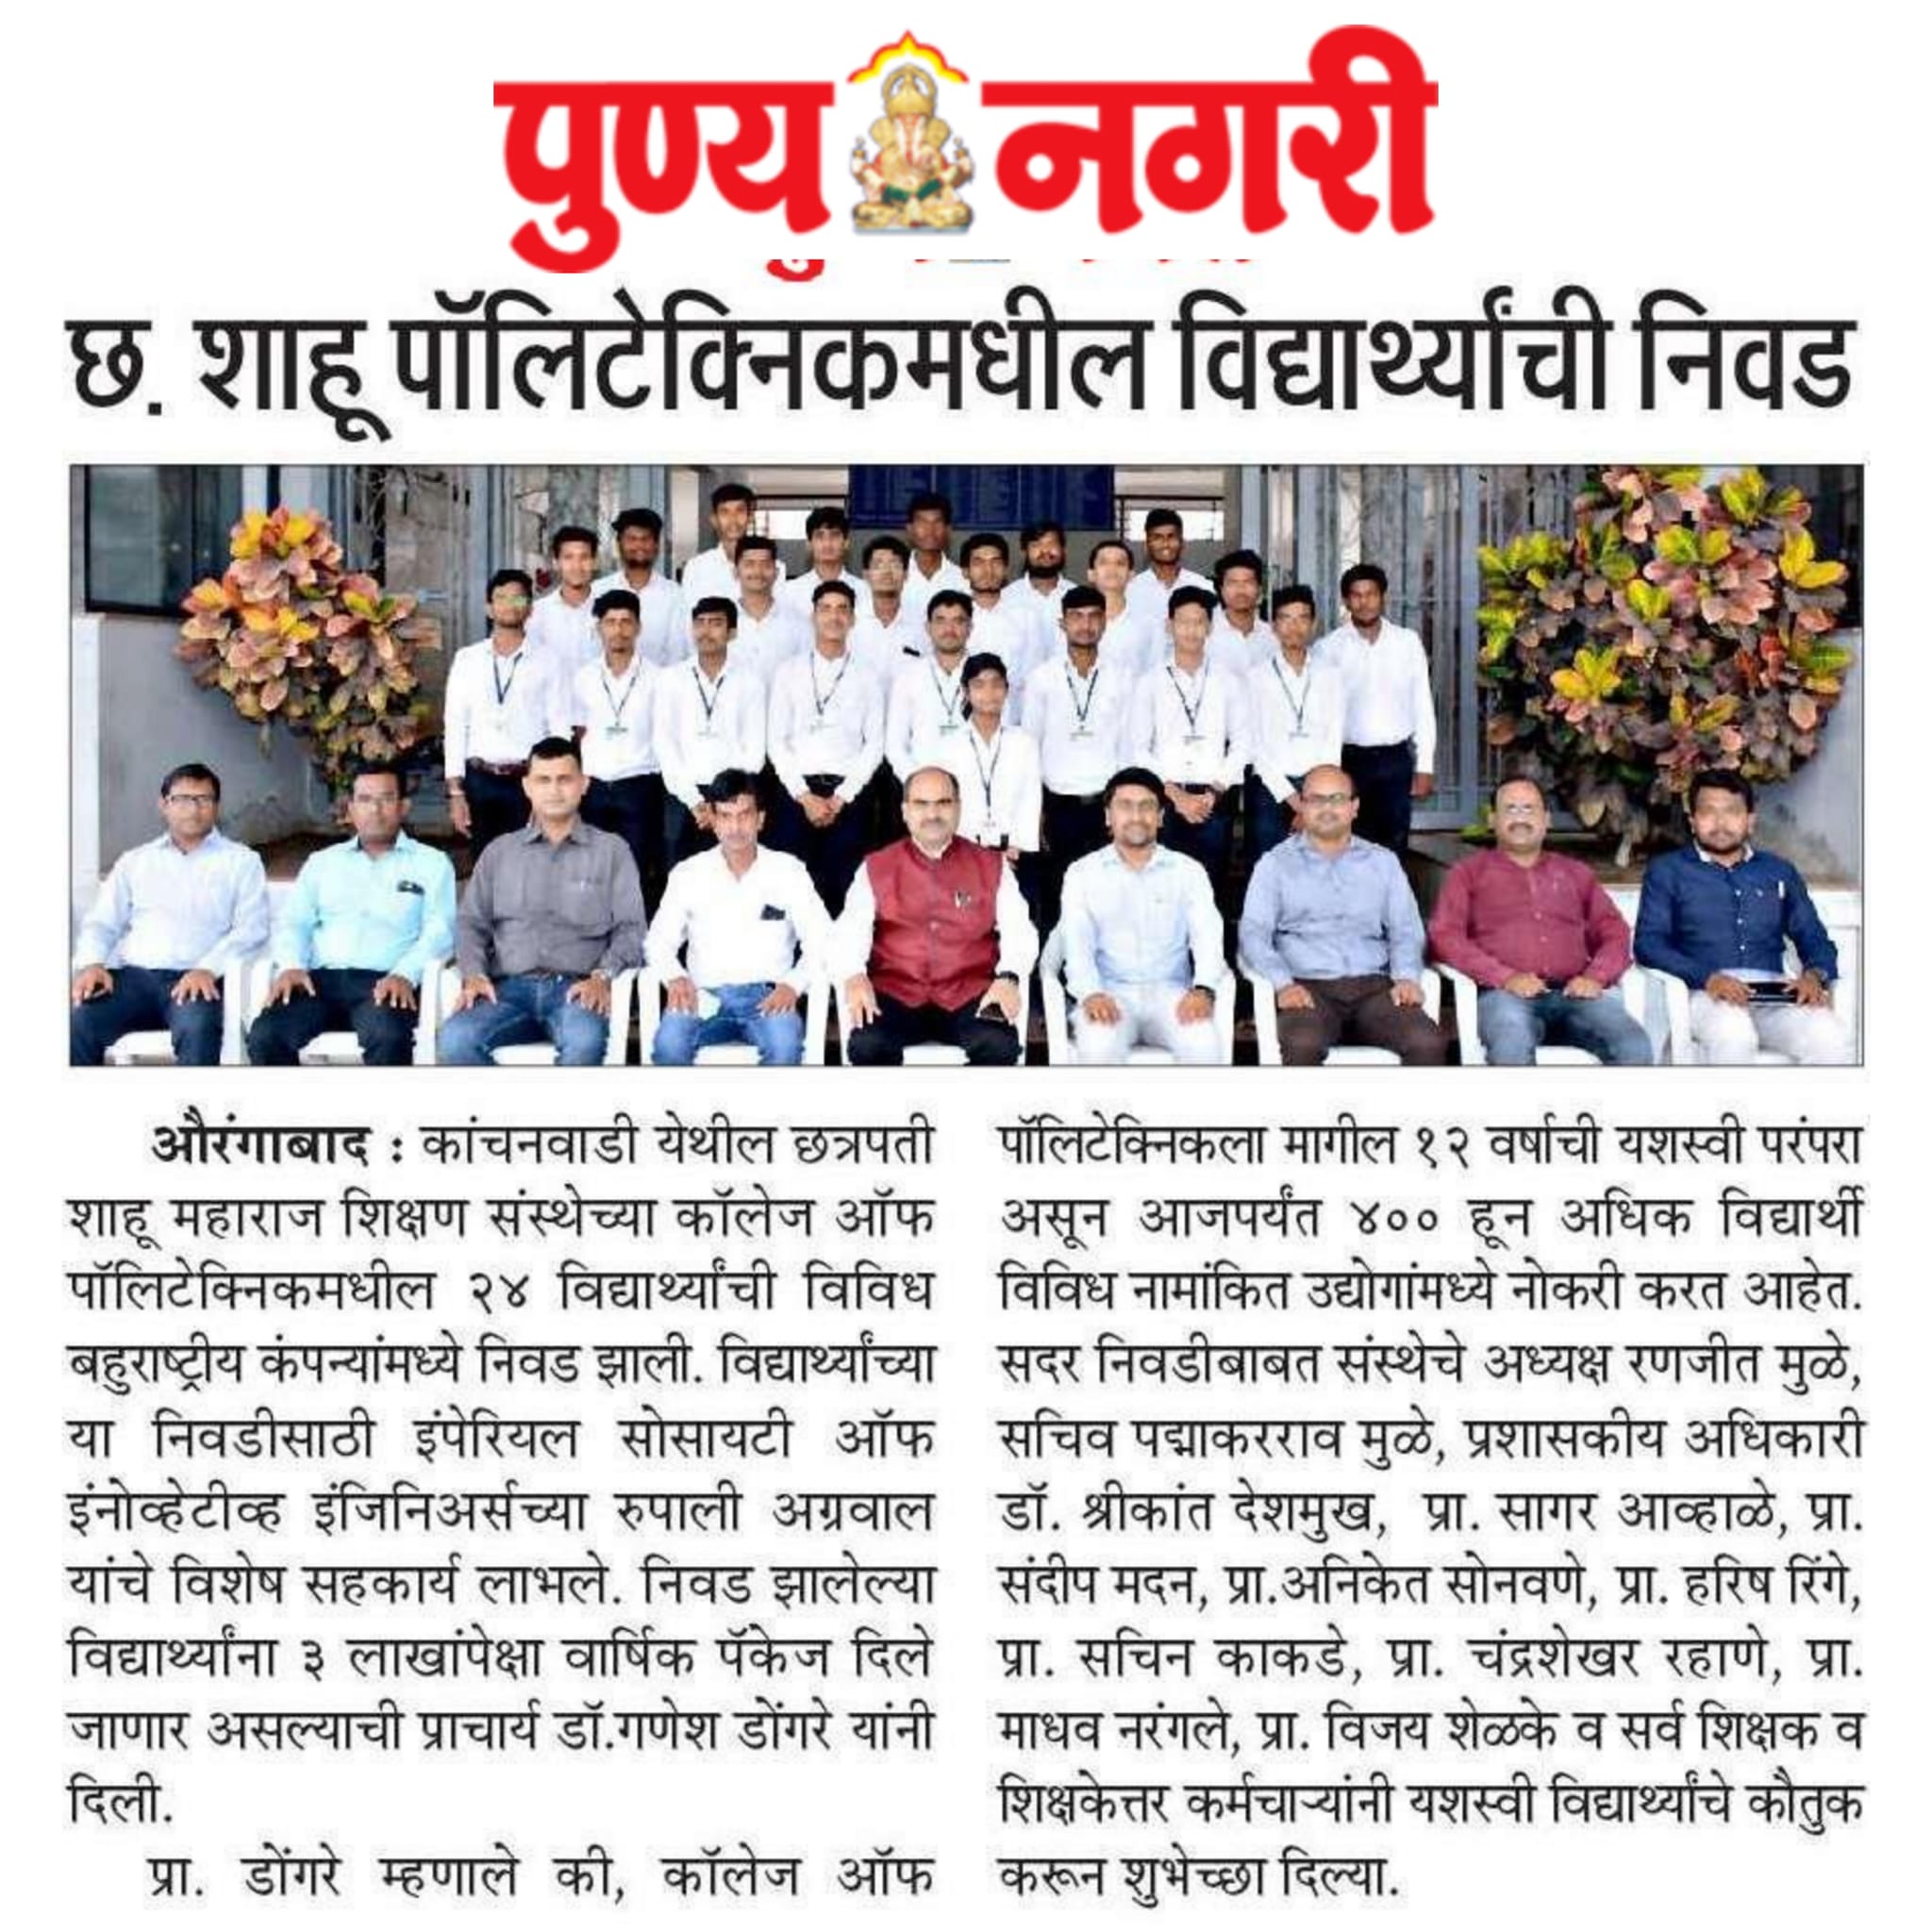 पुण्य नगरी
छ. शाहू पॉलिटेक्निकमधील विद्यार्थ्यांची निवड
औरंगाबाद : कांचनवाडी येथील छत्रपती
शाहू महाराज शिक्षण संस्थेच्या कॉलेज ऑफ
पॉलिटेक्निकमधील २४ विद्यार्थ्यांची विविध
बहुराष्ट्रीय कंपन्यांमध्ये निवड झाली. विद्यार्थ्यांच्या
या निवडीसाठी इंपेरियल सोसायटी ऑफ
इंनोव्हेटीव्ह इंजिनिअर्सच्या रुपाली अग्रवाल
यांचे विशेष सहकार्य लाभले. निवड झालेल्या
विद्यार्थ्यांना ३ लाखांपेक्षा वार्षिक पॅकेज दिले
जाणार असल्याची प्राचार्य डॉ.गणेश डोंगरे यांनी
दिली.
प्रा. डोंगरे म्हणाले की, कॉलेज ऑफ
पॉलिटेक्निकला मागील १२ वर्षाची यशस्वी परंपरा
असून आजपर्यंत ४०० हून अधिक विद्यार्थी
विविध नामांकित उद्योगांमध्ये नोकरी करत आहेत.
सदर निवडीबाबत संस्थेचे अध्यक्ष रणजीत मुळे,
सचिव पद्माकरराव मुळे, प्रशासकीय अधिकारी
डॉ. श्रीकांत देशमुख, प्रा. सागर आव्हाळे, प्रा.
संदीप मदन, प्रा.अनिकेत सोनवणे, प्रा. हरिष रिंगे,
प्रा. सचिन काकडे, प्रा. चंद्रशेखर रहाणे, प्रा.
माधव नरंगले, प्रा. विजय शेळके व सर्व शिक्षक व
शिक्षकेत्तर कर्मचाऱ्यांनी यशस्वी विद्यार्थ्यांचे कौतुक
करून शुभेच्छा दिल्या.